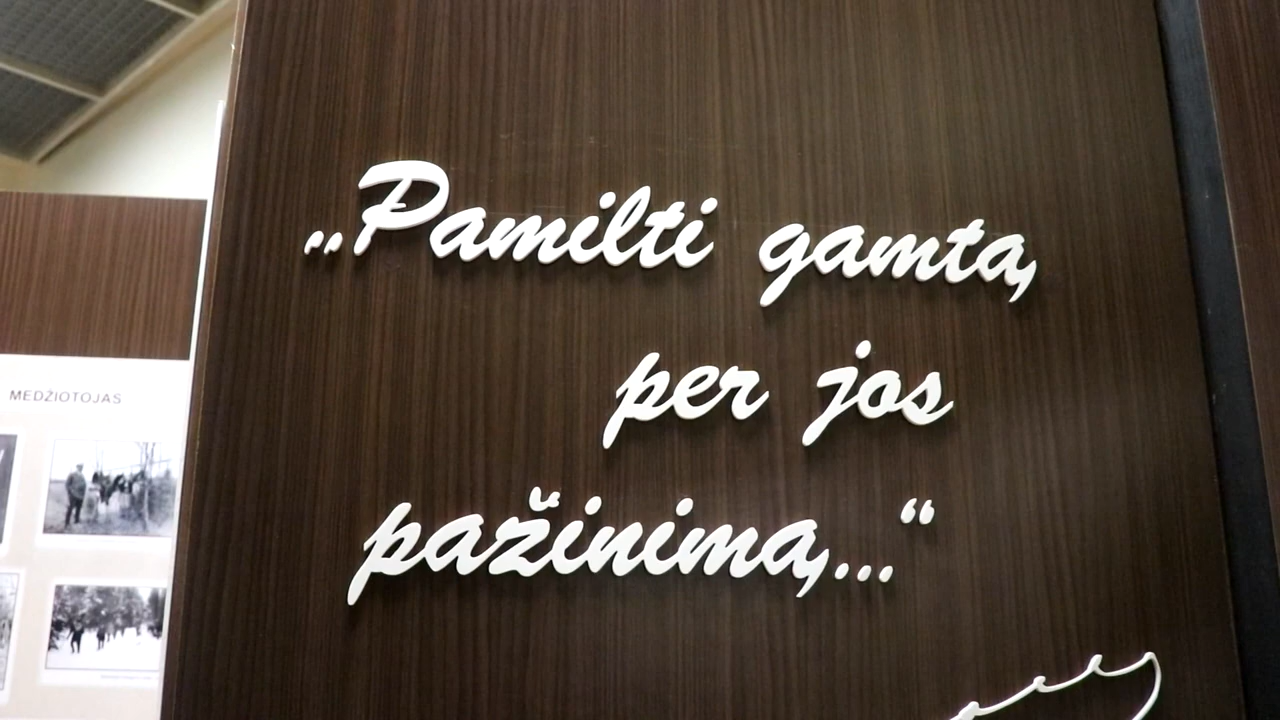 „Pamilti gamtą
per jos
pažinimą...“
MEDŽIOTOJAS